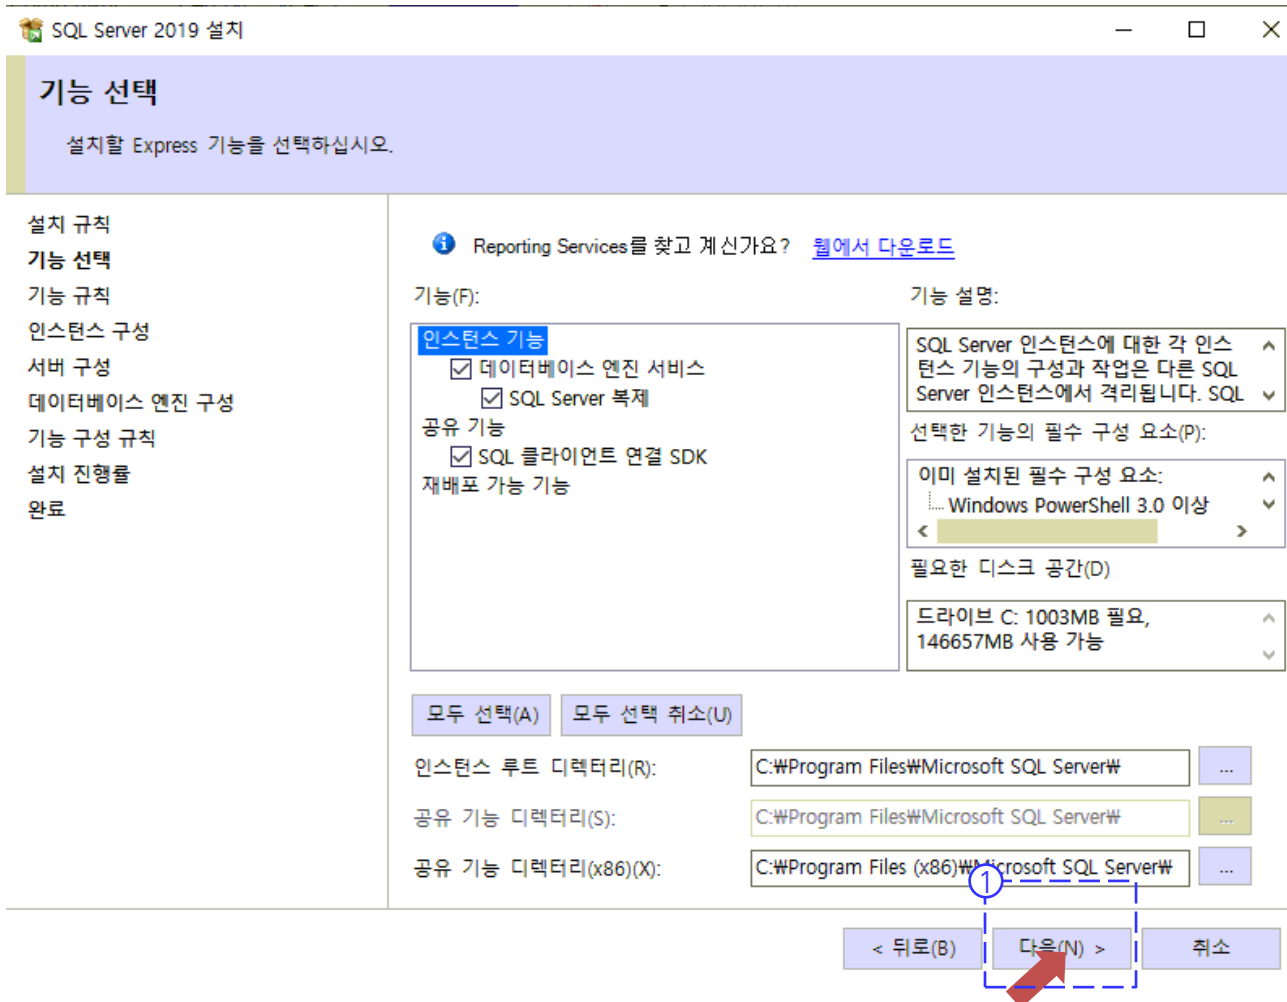 SQL Server 2019 설치
기능 선택
설치할 Express 기능을 선택하십시오.
설치 규칙
기능 선택
기능 규칙
인스턴스 구성
서버 구성
데이터베이스 엔진 구성
기능 구성 규칙
설치 진행률
완료
Reporting Services를 찾고 계신가요? 웹에서 다운로드
기능(F):
인스턴스 기능
데이터베이스 엔진 서비스
SQL Server 복제
공유 기능
SQL 클라이언트 연결 SDK
재배포 가능 기능
기능 설명:
SQL Server 인스턴스에 대한 각 인스
턴스 기능의 구성과 작업은 다른 SQL
Server 인스턴스에서 격리됩니다. SQL
선택한 기능의 필수 구성 요소(P):
이미 설치된 필수 구성 요소:
Windows PowerShell 3.0 이상
필요한 디스크 공간(D)
드라이브 C: 1003MB 필요,
146657MB 사용 가능
모두 선택(A) 모두 선택 취소(U)
인스턴스 루트 디렉터리(R): C:₩Program Files₩Microsoft SQL Server₩ ...
공유 기능 디렉터리(S): C:₩Program Files₩Microsoft SQL Server₩ ...
공유 기능 디렉터리(x86)(X): C:₩Program Files (x86)₩Microsoft SQL Server₩ ...
1
< 뒤로(B) 다음(N) > 취소